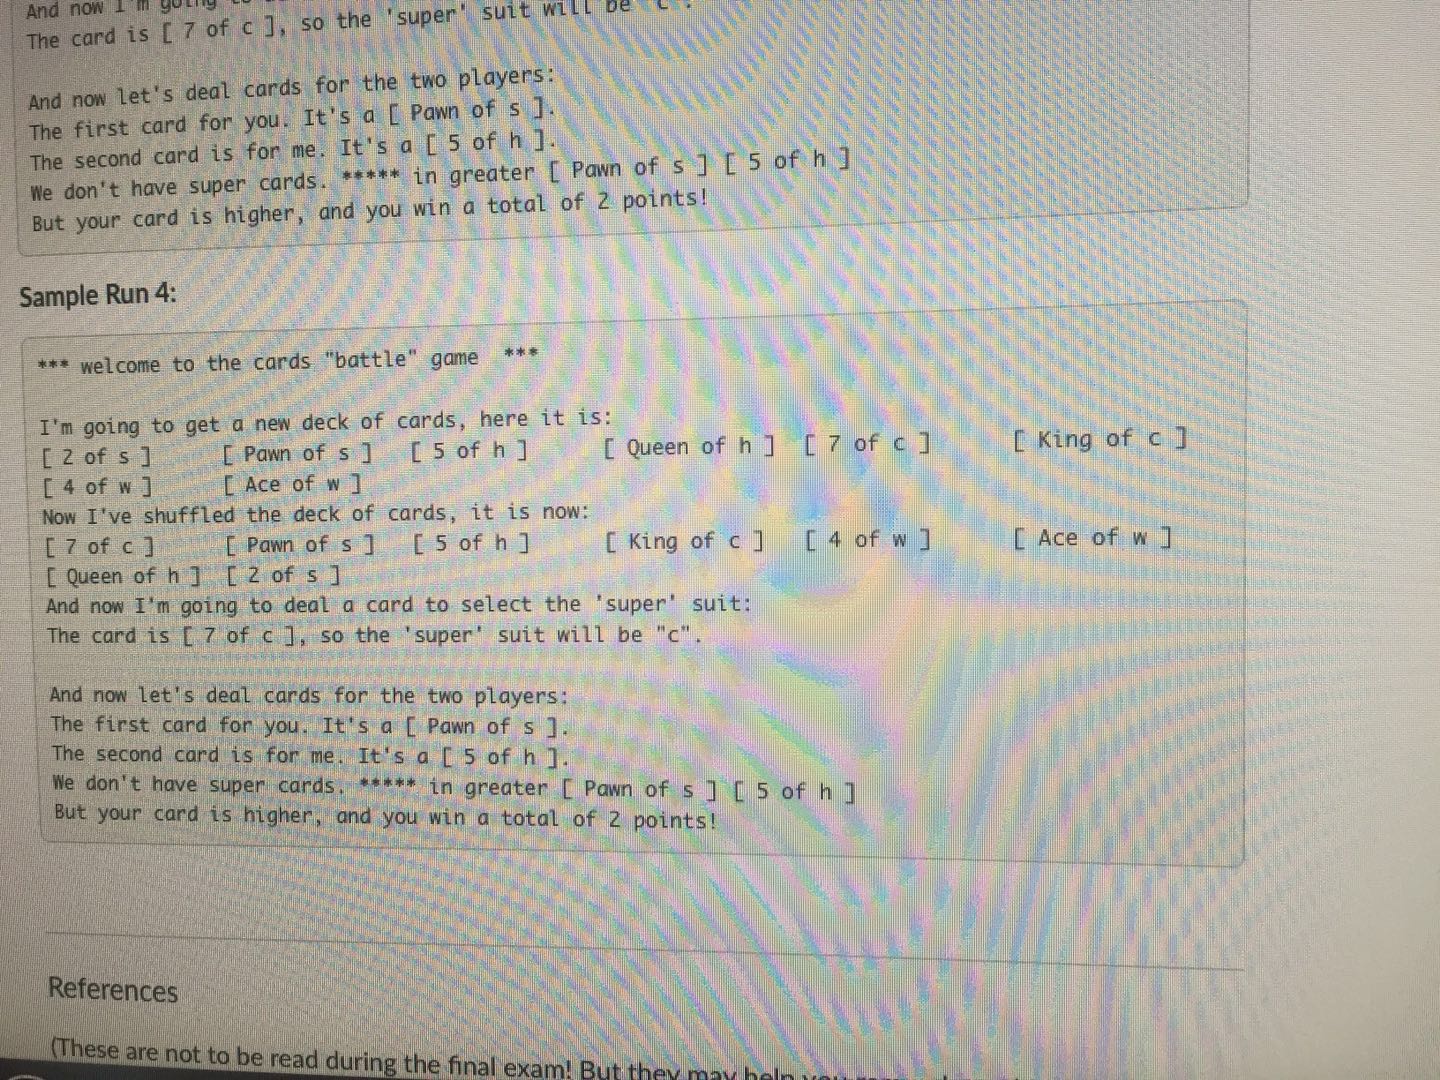 And now I'm going
The card is [ 7 of c ], so the 'super' suit will be "c".
And now let's deal cards for the two players:
The first card for you. It's a [ Pawn of s ].
The second card is for me. It's a [ 5 of h ].
We don't have super cards. ***** in greater [ Pawn of s ] [ 5 of h ]
But your card is higher, and you win a total of 2 points!
Sample Run 4:
*** welcome to the cards "battle" game ***
I'm going to get a new deck of cards, here it is:
[ 2 of s ] [ Pawn of s ] [ 5 of h ] [ Queen of h ] [ 7 of c ] [ King of c ]
[ 4 of w ] [ Ace of w ]
Now I've shuffled the deck of cards, it is now:
[ 7 of c ] [ Pawn of s ] [ 5 of h ] [ King of c ] [ 4 of w ] [ Ace of w ]
[ Queen of h ] [ 2 of s ]
And now I'm going to deal a card to select the 'super' suit:
The card is [ 7 of c ], so the 'super' suit will be "c".
And now let's deal cards for the two players:
The first card for you. It's a [ Pawn of s ].
The second card is for me. It's a [ 5 of h ].
We don't have super cards. ***** in greater [ Pawn of s ] [ 5 of h ]
But your card is higher, and you win a total of 2 points!
References
(These are not to be read during the final exam! But they may help